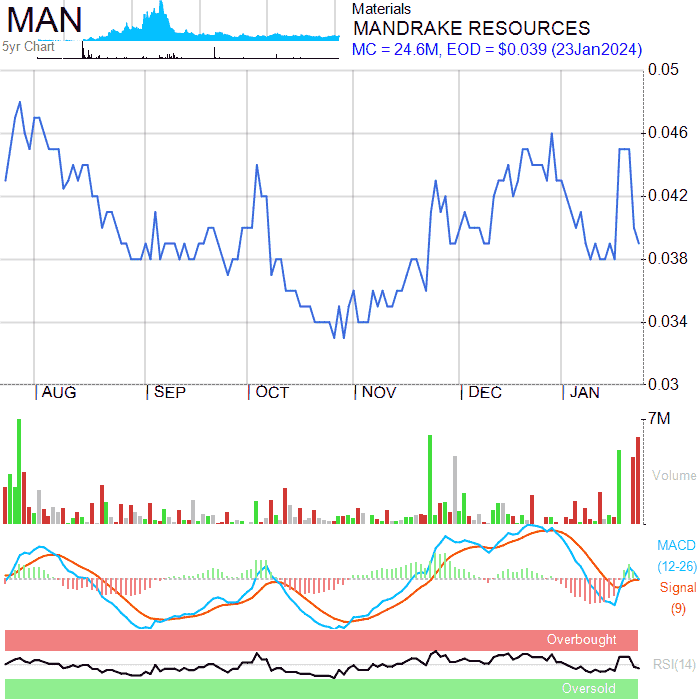 MAN
5yr Chart
Materials
MANDRAKE RESOURCES
MC = 24.6M, EOD = $0.039 (23Jan2024)
0.05
0.046
0.042
0.038
0.034
0.03
AUG SEP OCT NOV DEC JAN
7M
Volume
MACD
(12-26)
Signal
(9)
Overbought
RSI(14)
Oversold